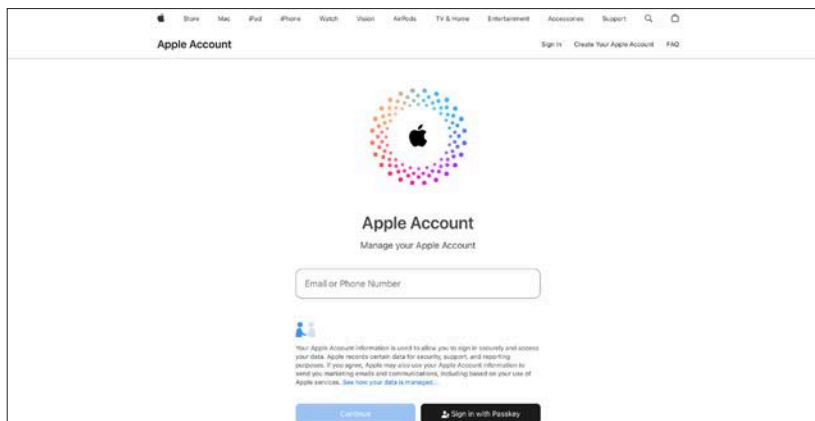 Store Mac iPad iPhone Watch Vision AirPods TV & Home Entertainment Accessories Support
Apple Account
Sign In Create Your Apple Account FAQ
Apple Account
Manage your Apple Account
Email or Phone Number
Your Apple Account information is used to allow you to sign in securely and access
your data. Apple records certain data for security, support, and reporting
purposes. If you agree, Apple may also use your Apple Account information to
send you marketing emails and communications, including based on your use of
Apple services. See how your data is managed...
Continue
Sign in with Passkey